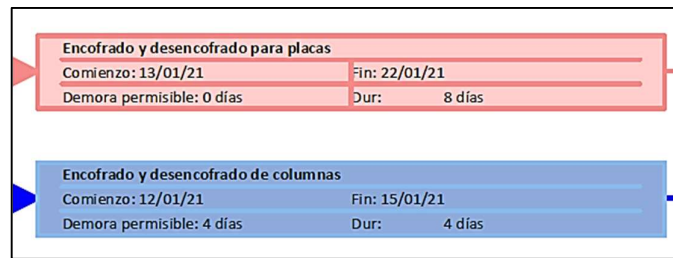 Encofrado y desencofrado para placas
Comienzo: 13/01/21 Fin: 22/01/21
Demora permisible: 0 días Dur: 8 días
Encofrado y desencofrado de columnas
Comienzo: 12/01/21 Fin: 15/01/21
Demora permisible: 4 días Dur: 4 días